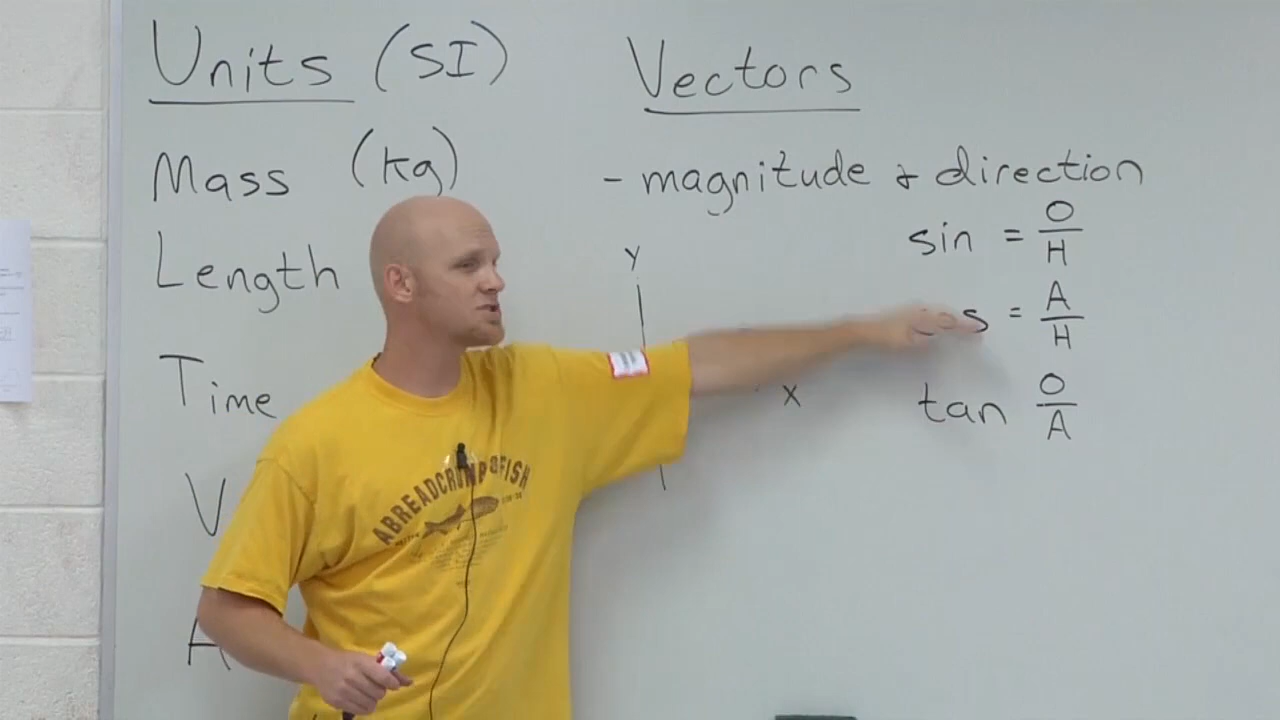 Units (SI)
Mass (kg)
Length
Time
V
A
Vectors
- magnitude & direction
sin = O/H
s = A/H
tan O/A
y
x
ABREADCRUMB
FISH